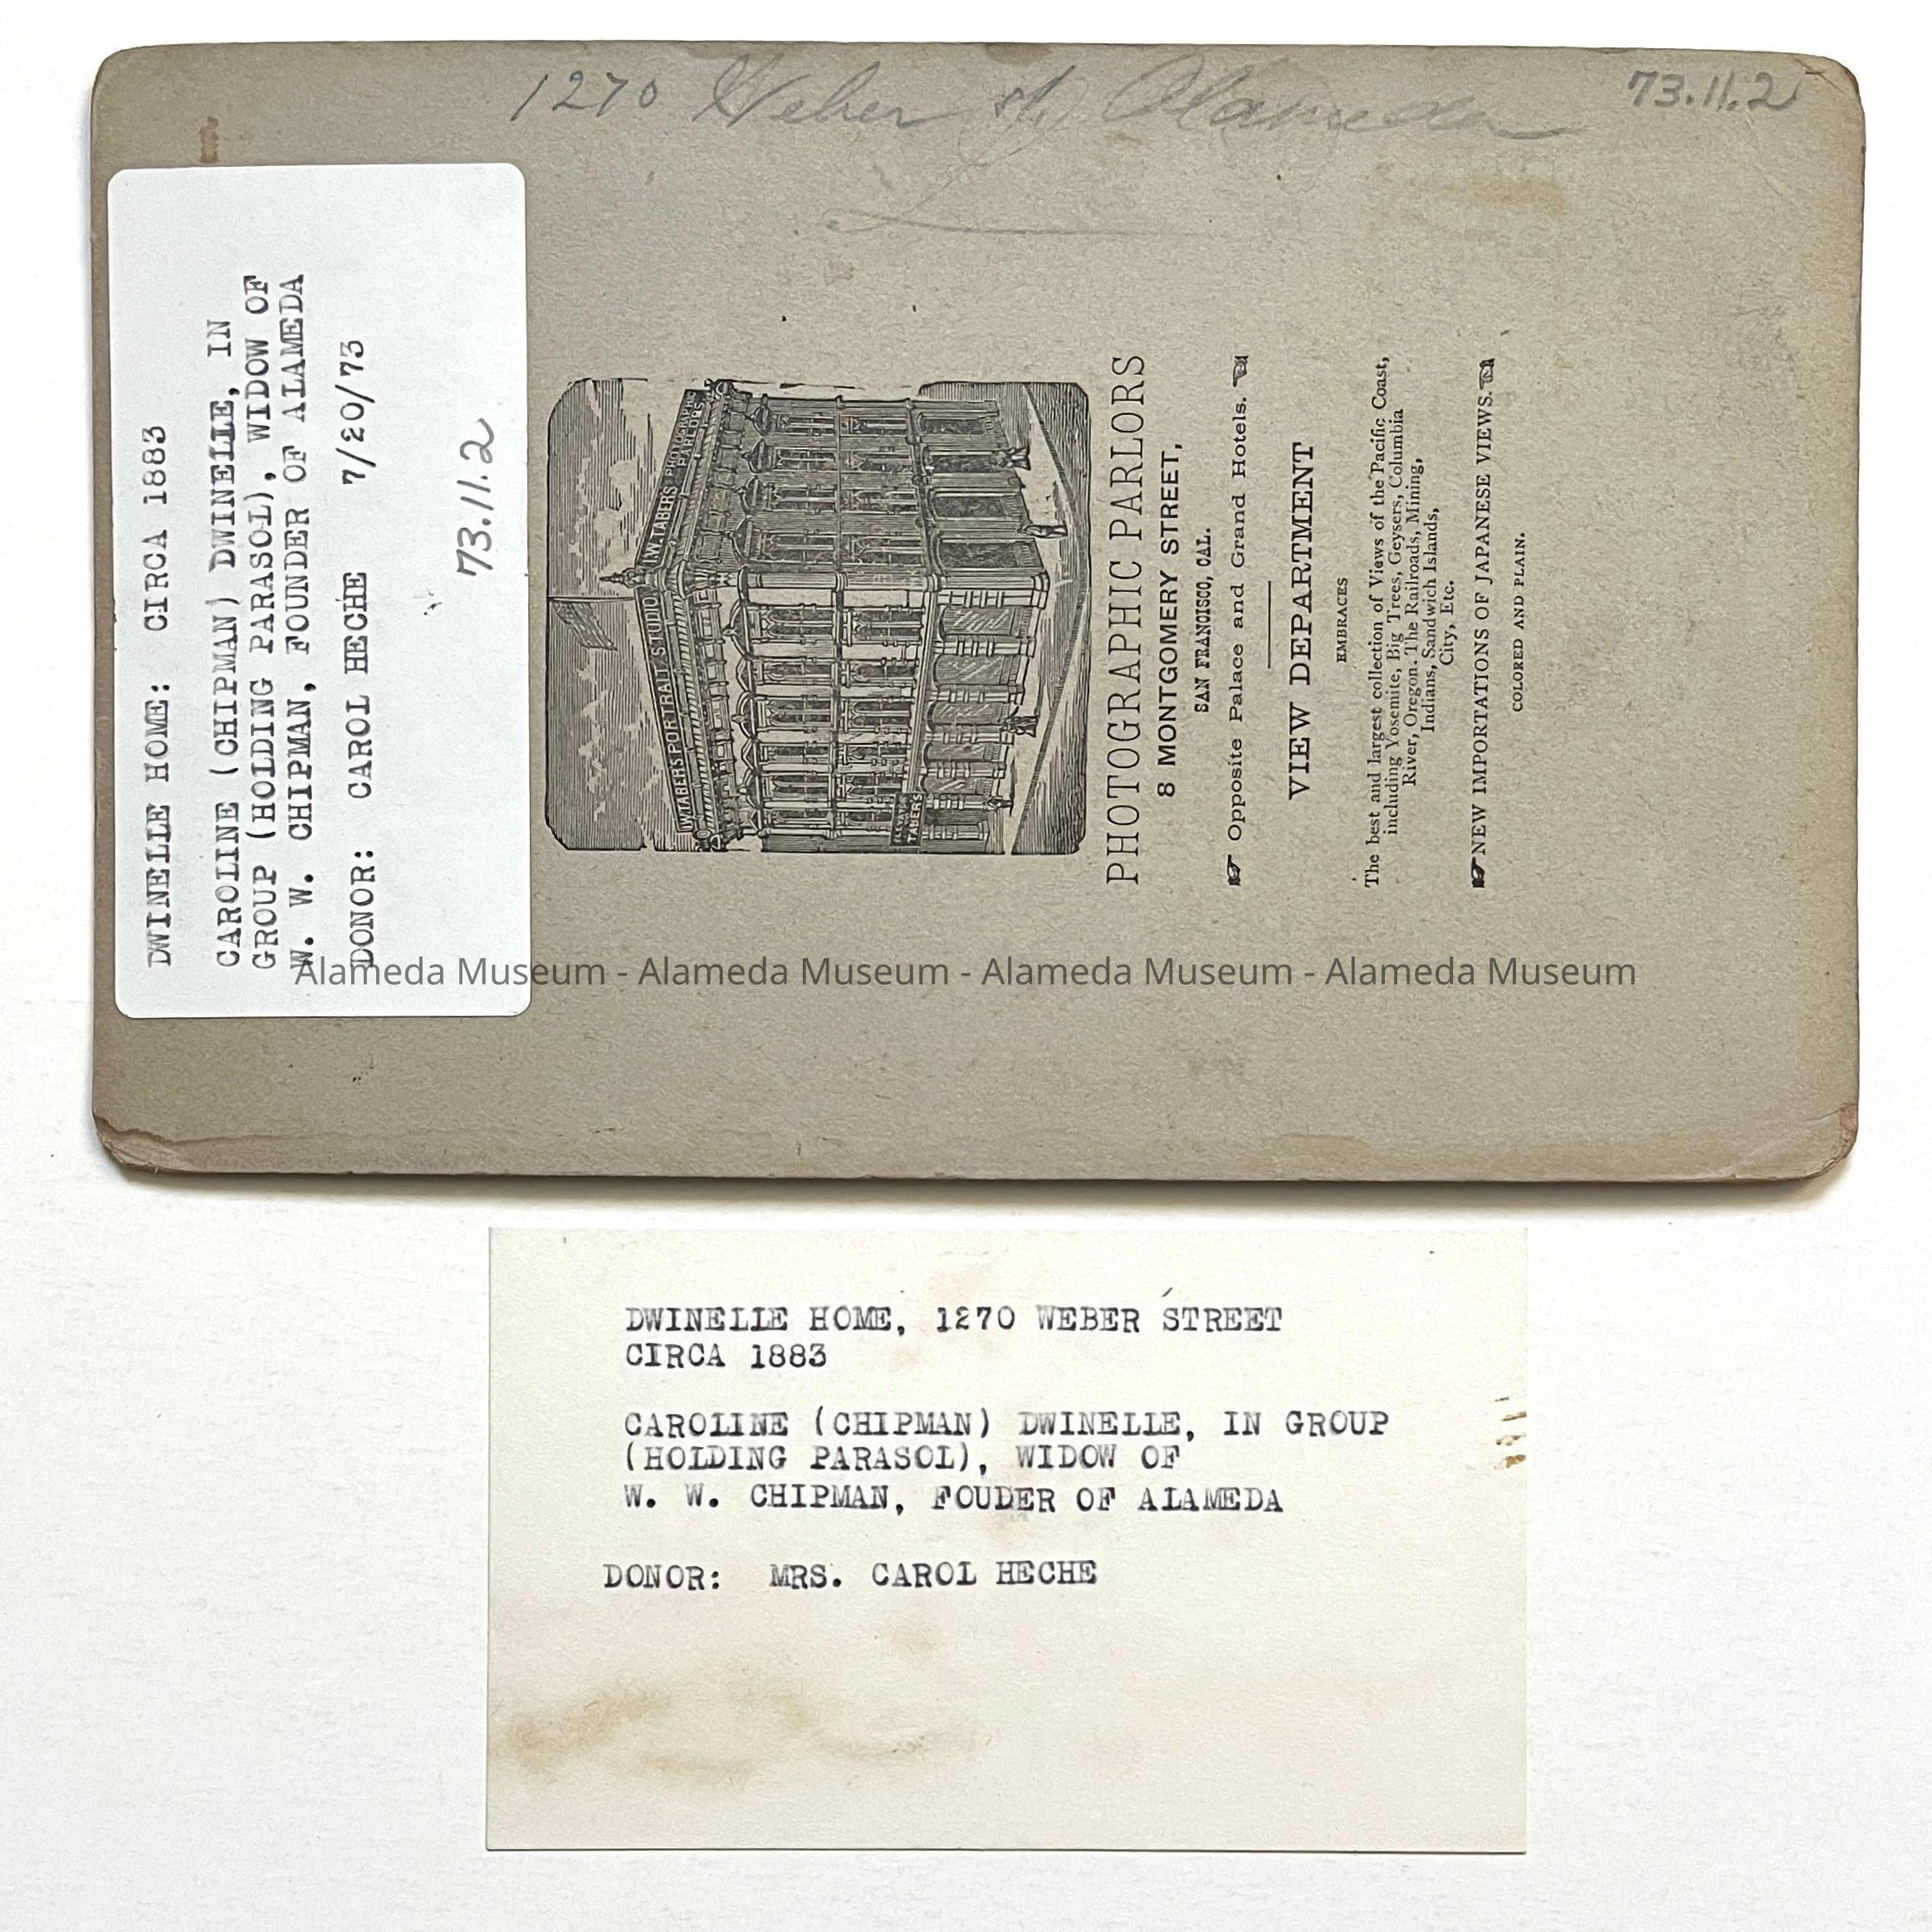 1270 Weber st, Alameda
73.11.2
DWINELLE HOME: CIRCA 1883
CAROLINE (CHIPMAN) DWINELLE, IN
GROUP (HOLDING PARASOL), WIDOW OF
W. W. CHIPMAN, FOUNDER OF ALAMEDA
DONOR: CAROL HECHE 7/20/73
73.11.2
I.W. TABERS PORTRAIT STUDIO
I.W. TABERS PHOTOGRAPHIC
PARLORS
TABERS
PHOTOGRAPHIC PARLORS
8 MONTGOMERY STREET,
SAN FRANCISCO, CAL.
☞ Opposite Palace and Grand Hotels. ☜
VIEW DEPARTMENT
EMBRACES
The best and largest collection of Views of the Pacific Coast,
including Yosemite, Big Trees, Geysers, Columbia
River, Oregon. The Railroads, Mining,
Indians, Sandwich Islands,
City, Etc.
☞ NEW IMPORTATIONS OF JAPANESE VIEWS. ☜
COLORED AND PLAIN.
Alameda Museum - Alameda Museum - Alameda Museum - Alameda Museum
DWINELLE HOME, 1270 WEBER STREET
CIRCA 1883
CAROLINE (CHIPMAN) DWINELLE, IN GROUP
(HOLDING PARASOL), WIDOW OF
W. W. CHIPMAN, FOUDER OF ALAMEDA
DONOR: MRS. CAROL HECHE